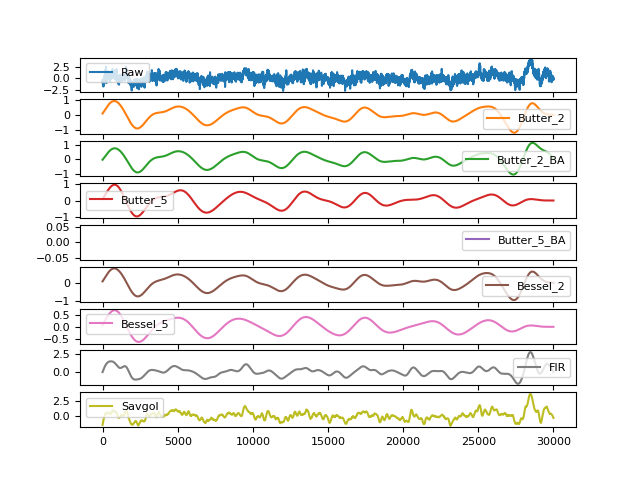 2.5
0.0
−2.5
Raw
1
0
−1
Butter_2
1
0
−1
Butter_2_BA
1
0
−1
Butter_5
0.05
0.00
−0.05
Butter_5_BA
0
−1
Bessel_2
0.5
0.0
−0.5
Bessel_5
2.5
0.0
FIR
2.5
0.0
Savgol
0 5000 10000 15000 20000 25000 30000